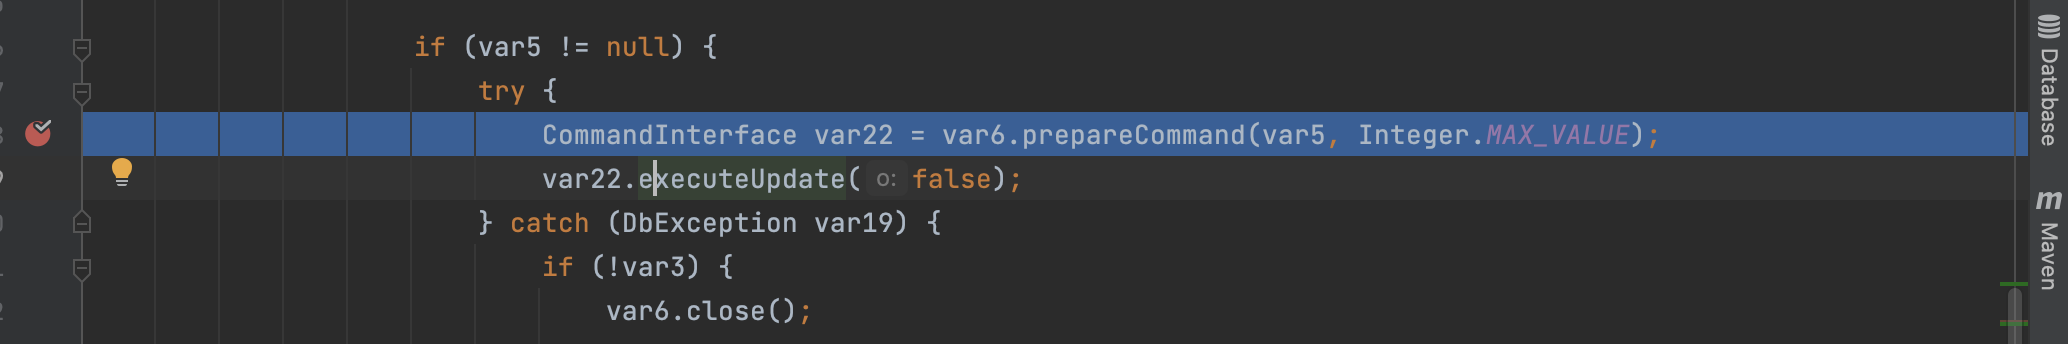 if (var5 != null) {
try {
CommandInterface var22 = var6.prepareCommand(var5, Integer.MAX_VALUE);
var22.executeUpdate( o: false);
} catch (DbException var19) {
if (!var3) {
var6.close();
Database
m
Maven